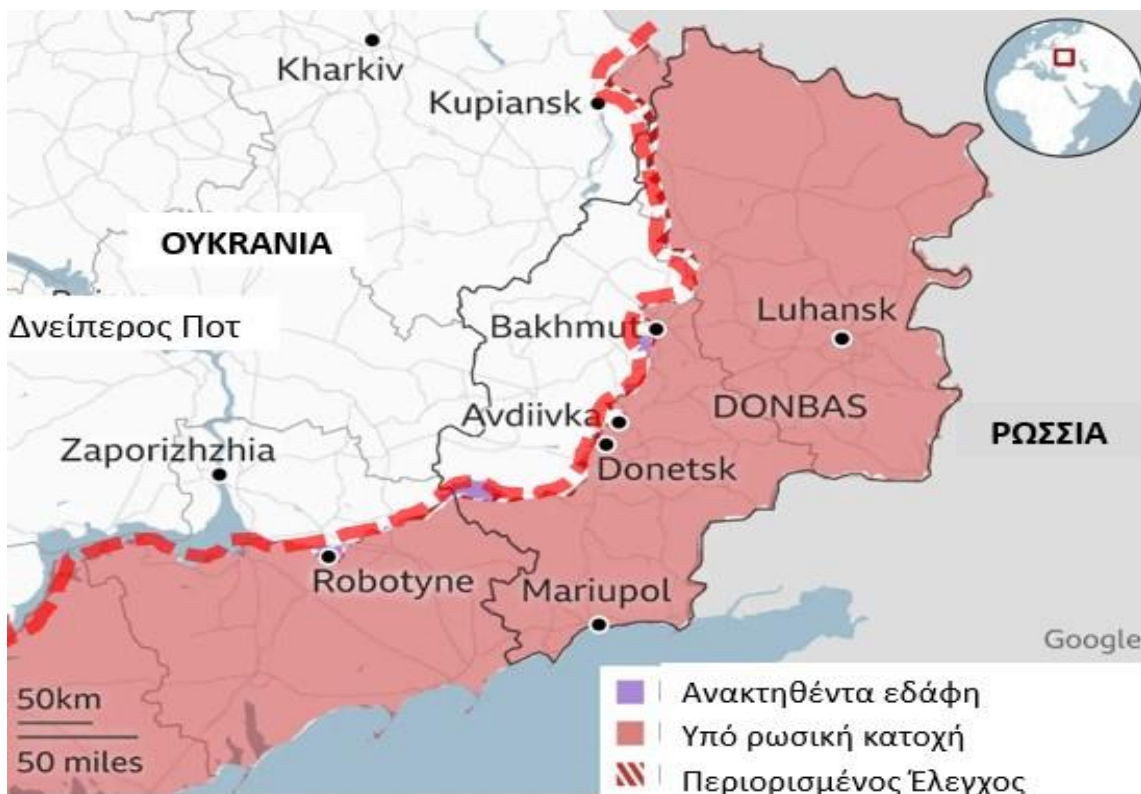 Kharkiv
Kupiansk
ΟΥΚRΑΝΙΑ
Δνείπερος Ποτ
Bakhmut
Luhansk
Avdiivka
DONBAS
ΡΩΣΣΙΑ
Zaporizhzhia
Donetsk
Robotyne
Mariupol
Google
50km
50 miles
Ανακτηθέντα εδάφη
Υπό ρωσική κατοχή
Περιορισμένος Έλεγχος